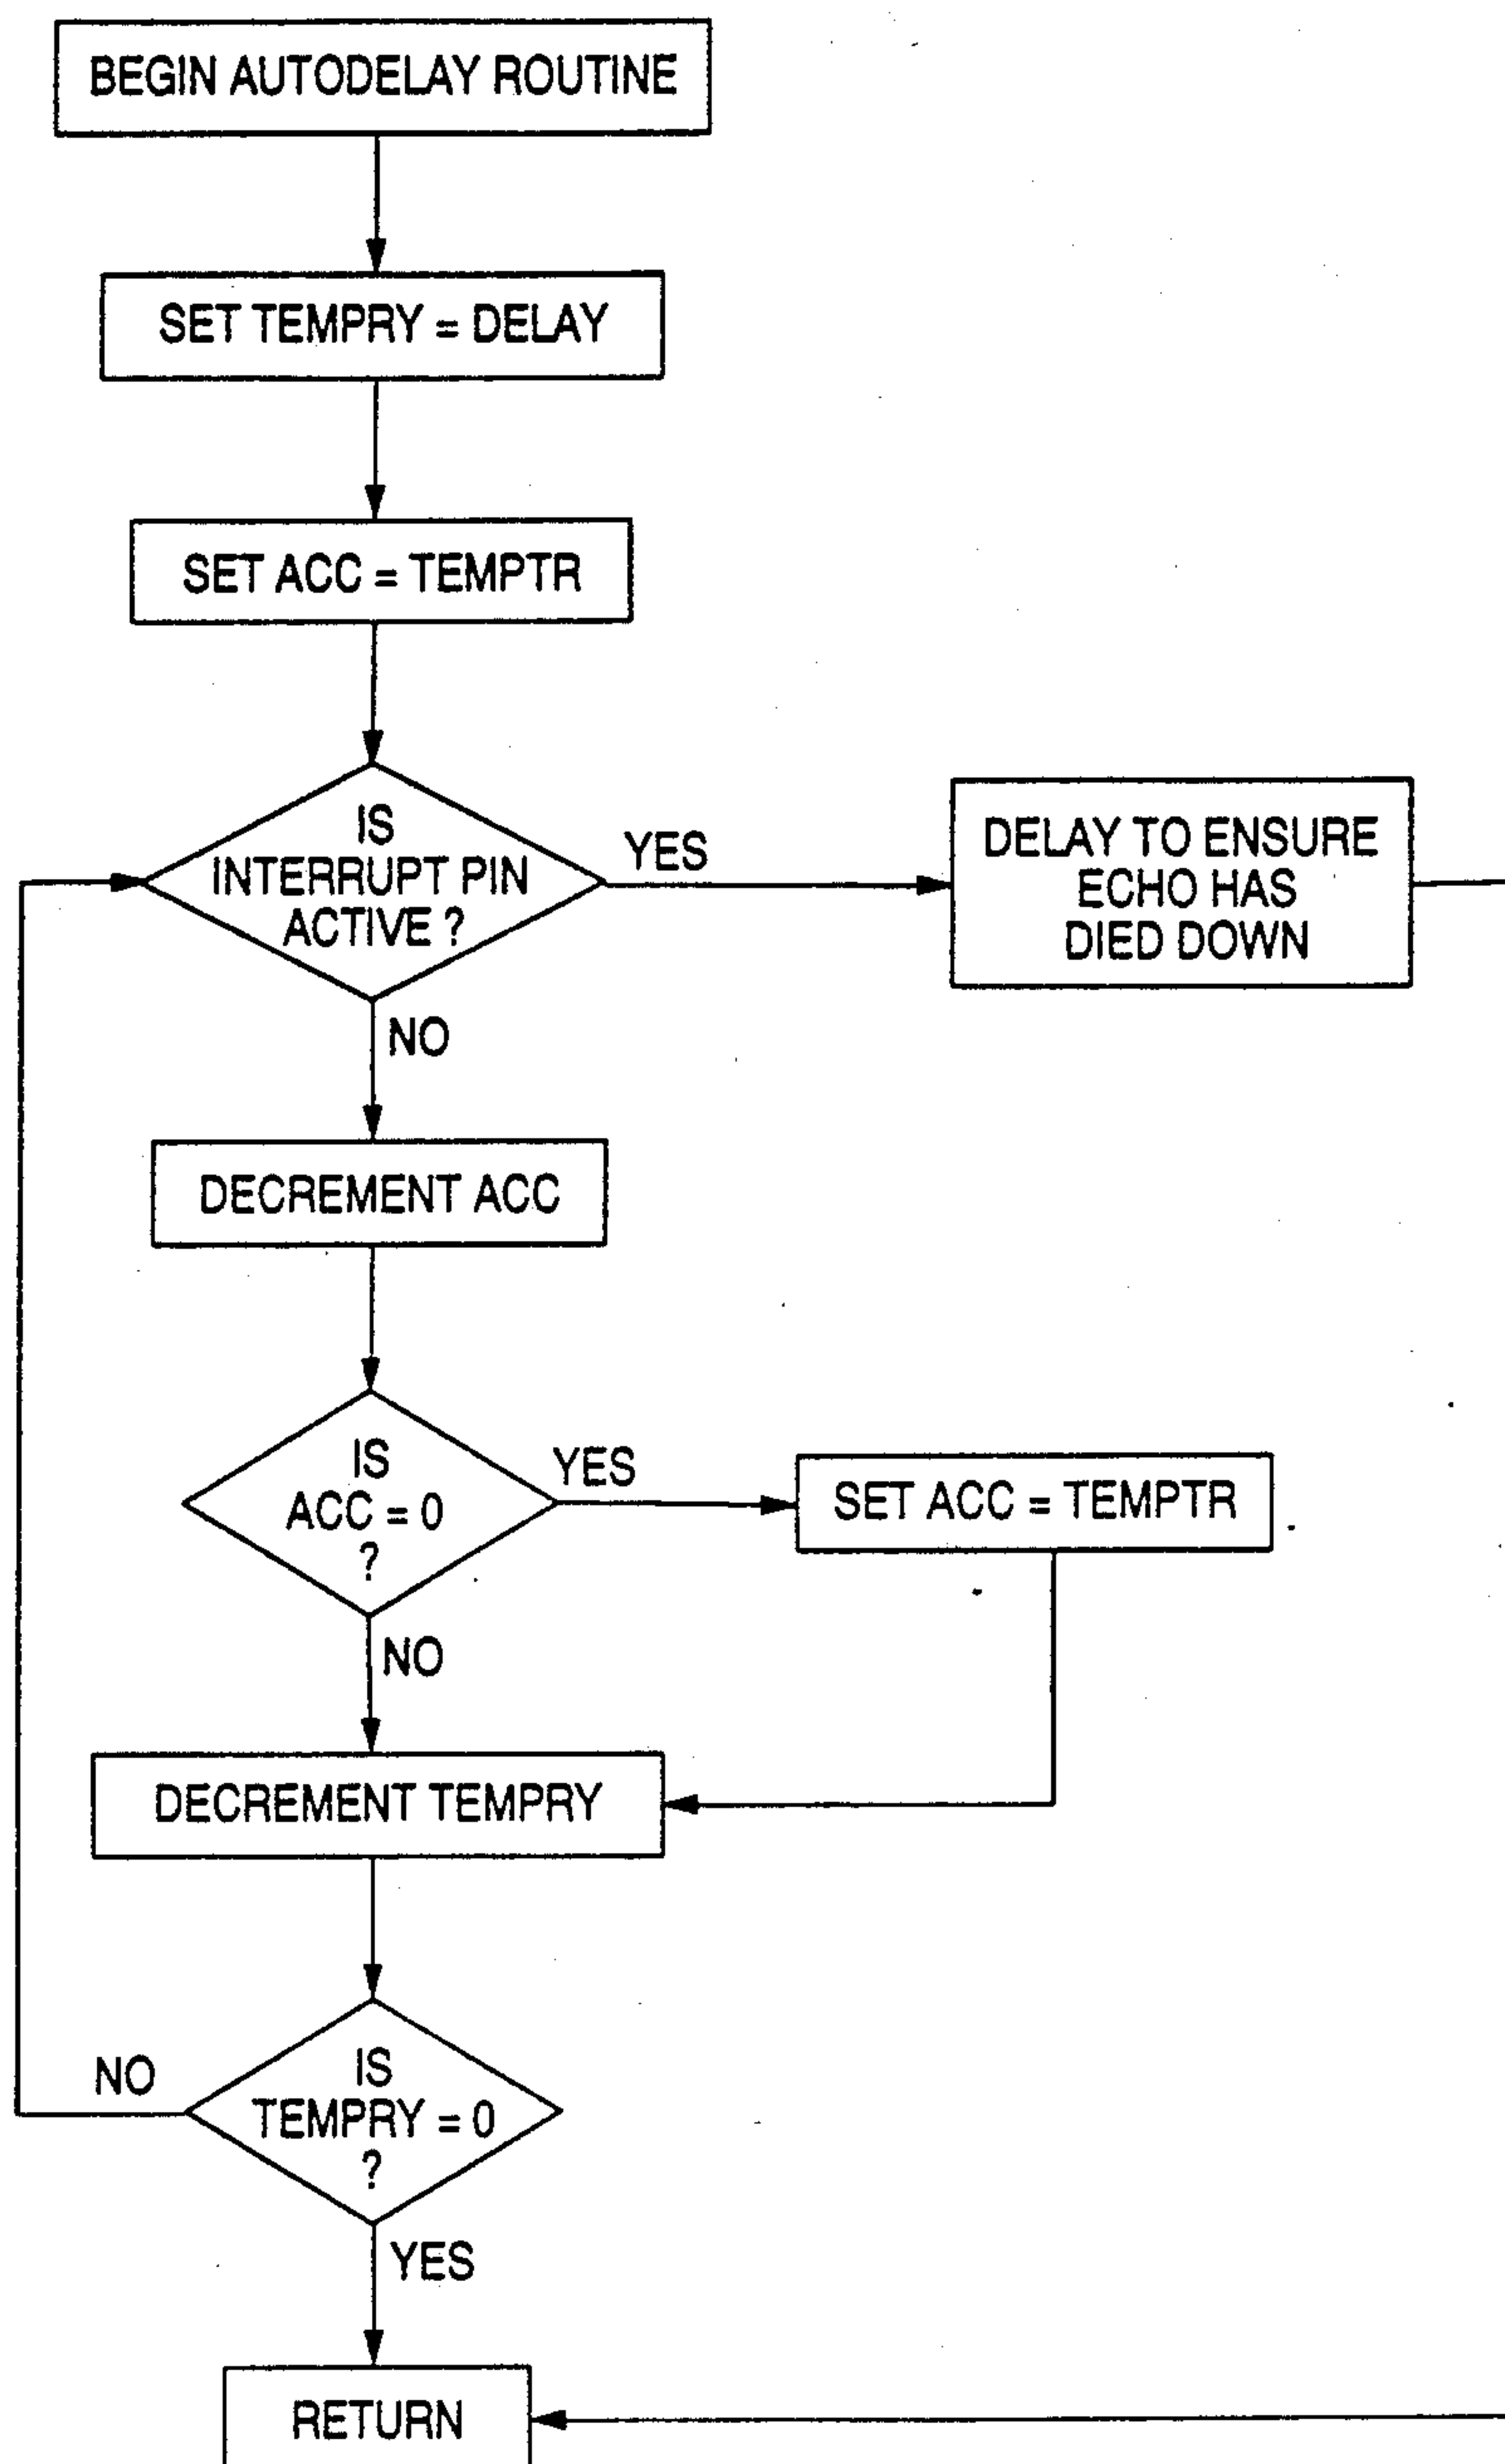 BEGIN AUTODELAY ROUTINE
SET TEMPRY = DELAY
SET ACC = TEMPTR
IS
INTERRUPT PIN
ACTIVE ?
YES
DELAY TO ENSURE
ECHO HAS
DIED DOWN
NO
DECREMENT ACC
IS
ACC = 0
?
YES
SET ACC = TEMPTR
NO
DECREMENT TEMPRY
IS
TEMPRY = 0
?
NO
YES
RETURN